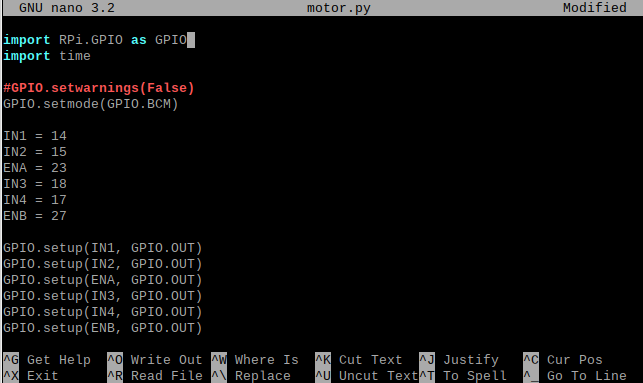 GNU nano 3.2 motor.py Modified
import RPi.GPIO as GPIO
import time
#GPIO.setwarnings(False)
GPIO.setmode(GPIO.BCM)
IN1 = 14
IN2 = 15
ENA = 23
IN3 = 18
IN4 = 17
ENB = 27
GPIO.setup(IN1, GPIO.OUT)
GPIO.setup(IN2, GPIO.OUT)
GPIO.setup(ENA, GPIO.OUT)
GPIO.setup(IN3, GPIO.OUT)
GPIO.setup(IN4, GPIO.OUT)
GPIO.setup(ENB, GPIO.OUT)
^G Get Help ^O Write Out ^W Where Is ^K Cut Text ^J Justify ^C Cur Pos
^X Exit ^R Read File ^\ Replace ^U Uncut Text ^T To Spell ^_ Go To Line